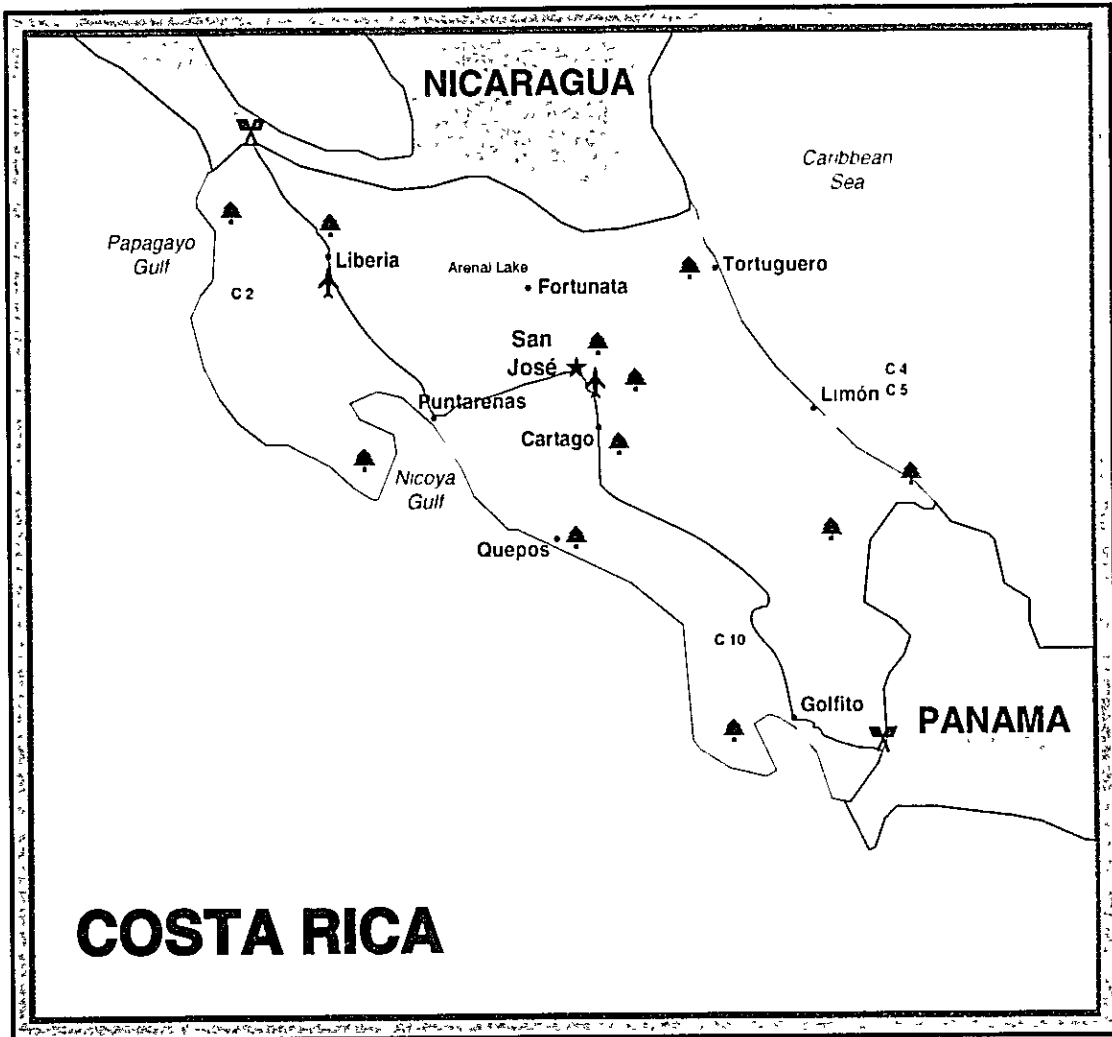 NICARAGUA
Caribbean
Sea
Papagayo
Gulf
Liberia
Arenal Lake
Tortuguero
Fortunata
C 2
San
José
C 4
Limón C 5
Puntarenas
Cartago
Nicoya
Gulf
Quepos
C 10
Golfito
PANAMA
COSTA RICA